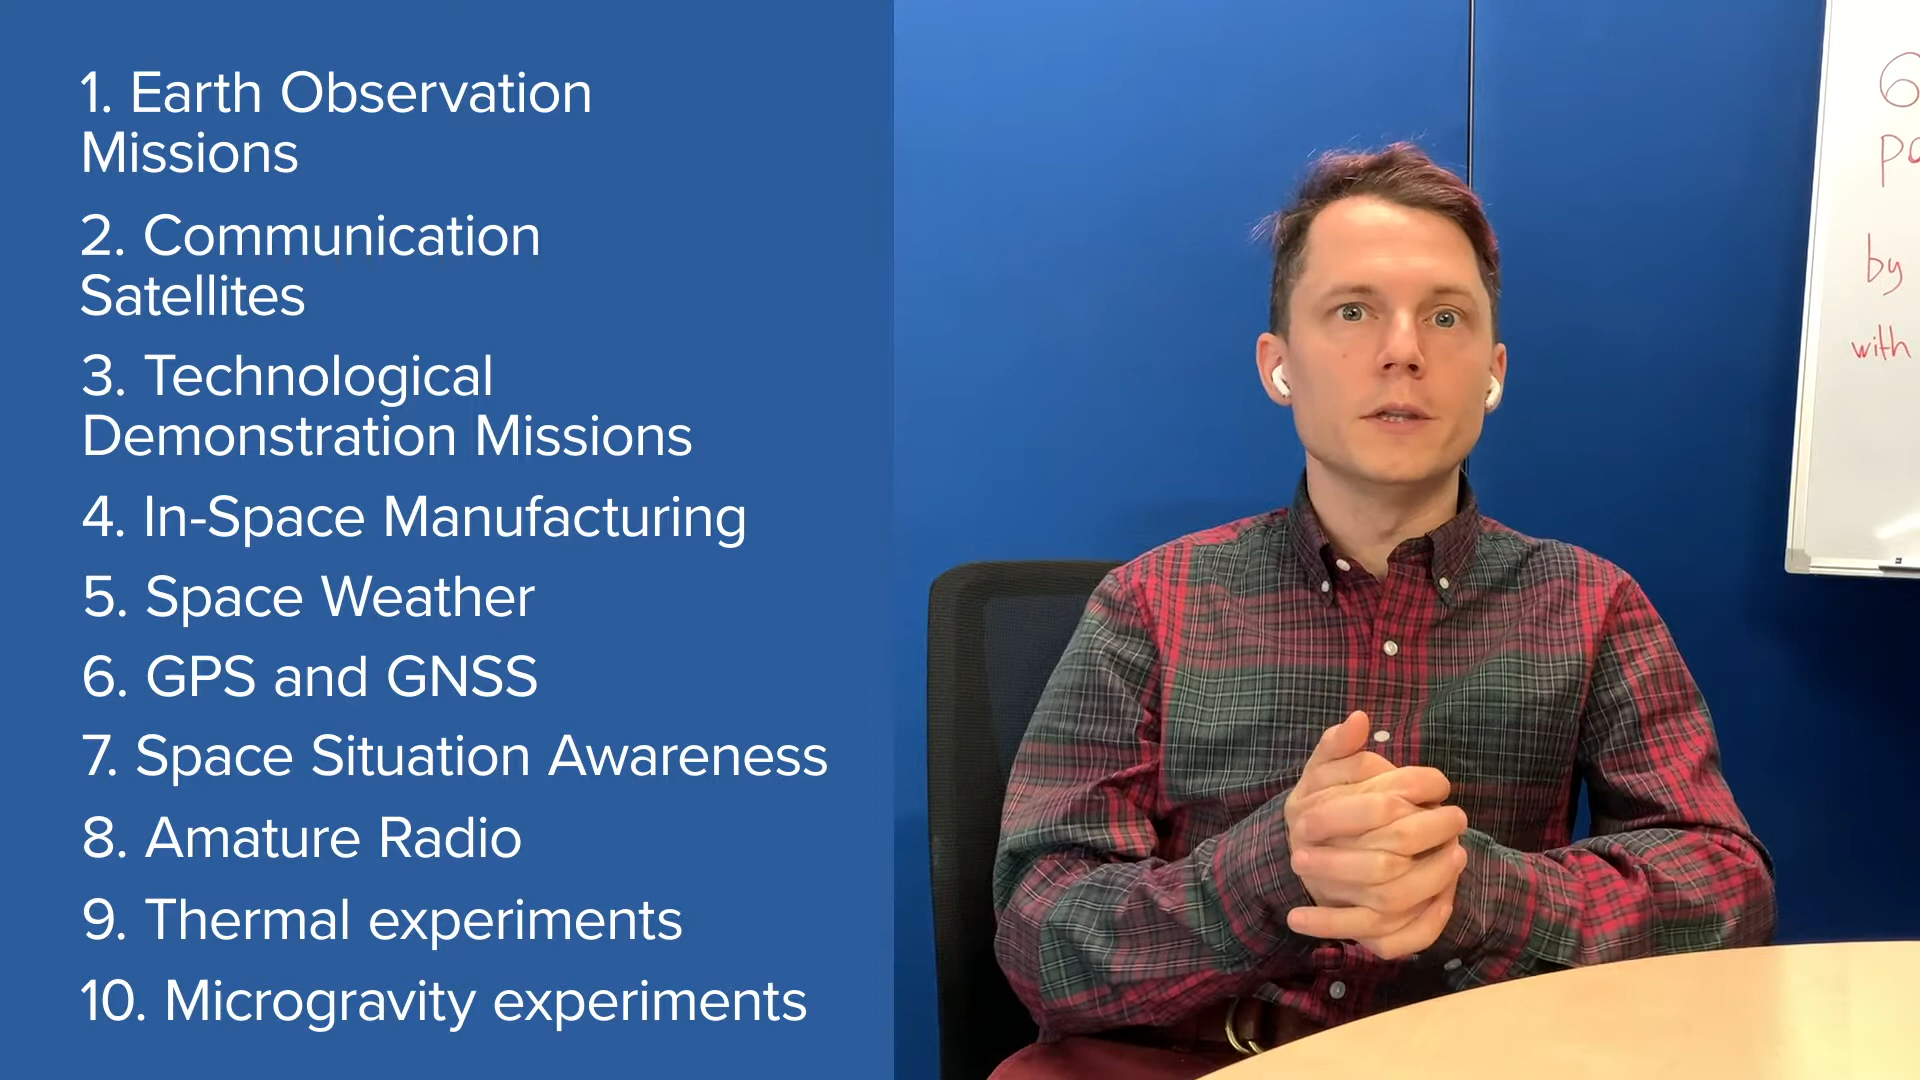 1. Earth Observation
Missions
2. Communication
Satellites
3. Technological
Demonstration Missions
4. In-Space Manufacturing
5. Space Weather
6. GPS and GNSS
7. Space Situation Awareness
8. Amature Radio
9. Thermal experiments
10. Microgravity experiments
by
with